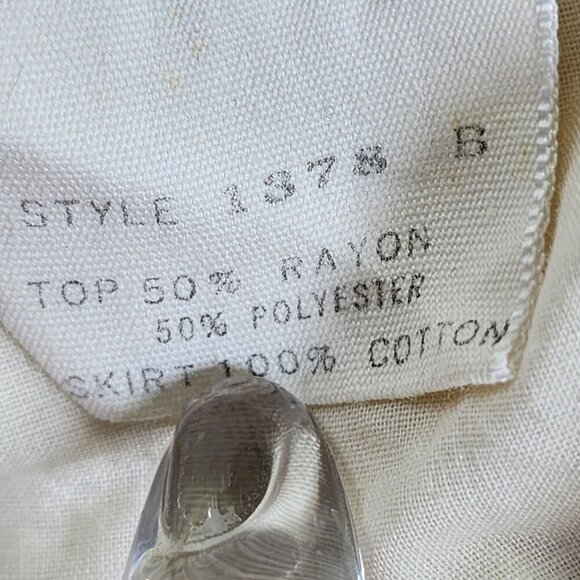 STYLE 1378 B
TOP 50% RAYON
50% POLYESTER
SKIRT 100% COTTON